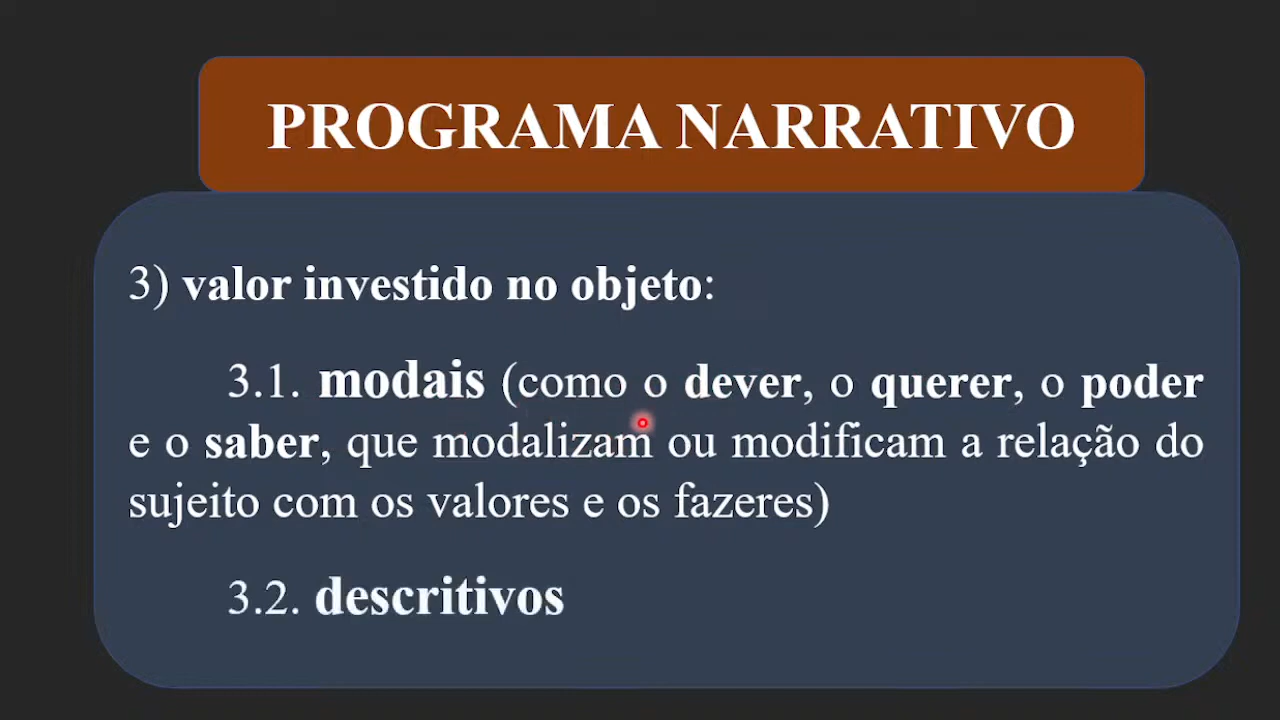 PROGRAMA NARRATIVO
3) valor investido no objeto:
3.1. modais (como o dever, o querer, o poder
e o saber, que modalizam ou modificam a relação do
sujeito com os valores e os fazeres)
3.2. descritivos